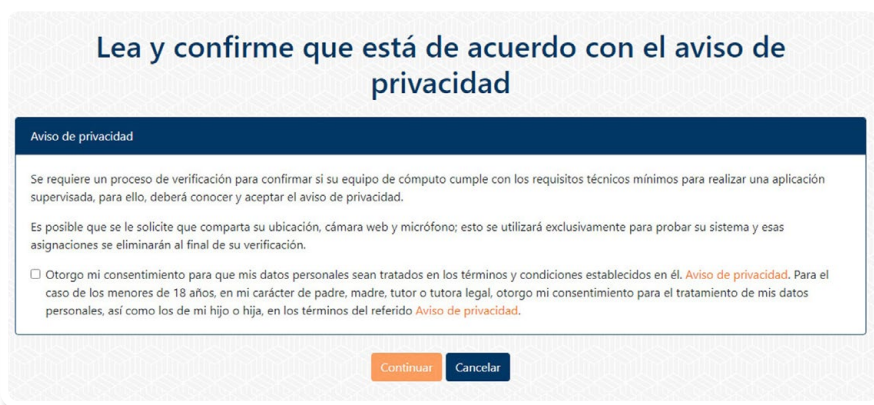 Lea y confirme que está de acuerdo con el aviso de
privacidad
Aviso de privacidad
Se requiere un proceso de verificación para confirmar si su equipo de cómputo cumple con los requisitos técnicos mínimos para realizar una aplicación
supervisada, para ello, deberá conocer y aceptar el aviso de privacidad.
Es posible que se le solicite que comparta su ubicación, cámara web y micrófono; esto se utilizará exclusivamente para probar su sistema y esas
asignaciones se eliminarán al final de su verificación.
Otorgo mi consentimiento para que mis datos personales sean tratados en los términos y condiciones establecidos en él. Aviso de privacidad. Para el
caso de los menores de 18 años, en mi carácter de padre, madre, tutor o tutora legal, otorgo mi consentimiento para el tratamiento de mis datos
personales, así como los de mi hijo o hija, en los términos del referido Aviso de privacidad.
Continuar Cancelar